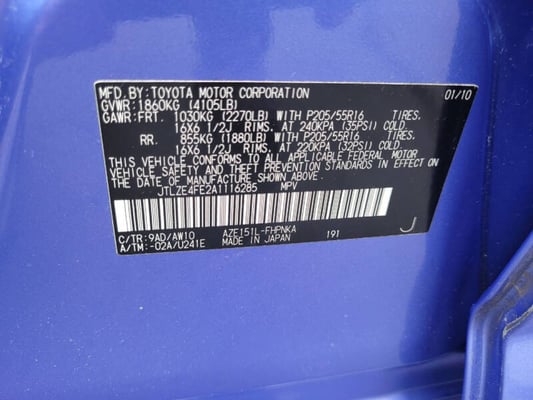 MFD.BY:TOYOTA MOTOR CORPORATION 01/10
GVWR:1860KG (4105LB)
GAWR:FRT. 1030KG (2270LB) WITH P205/55R16 TIRES.
16X6 1/2J RIMS. AT 240KPA (35PSI) COLD.
RR. 855KG (1880LB) WITH P205/55R16 TIRES.
16X6 1/2J RIMS. AT 220KPA (32PSI) COLD.
THIS VEHICLE CONFORMS TO ALL APPLICABLE FEDERAL MOTOR
VEHICLE SAFETY AND THEFT PREVENTION STANDARDS IN EFFECT
ON THE DATE OF MANUFACTURE SHOWN ABOVE.
JTLZE4FE2A1116285 MPV
C/TR:9AD/AW10 AZE151L-FHPNKA 191 J
A/TM:-02A/U241E MADE IN JAPAN